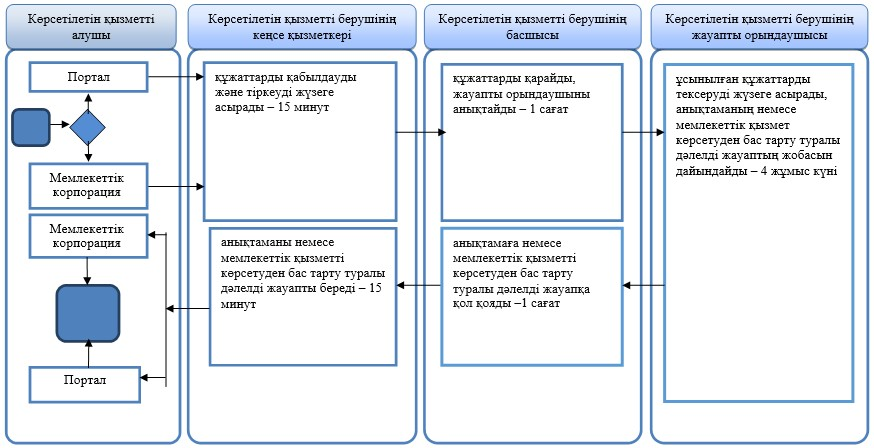 Көрсетілетін қызметті
алушы
Көрсетілетін қызметті берушінің
кеңсе қызметкері
Көрсетілетін қызметті берушінің
басшысы
Көрсетілетін қызметті берушінің
жауапты орындаушысы
Портал
Мемлекеттік
корпорация
Мемлекеттік
корпорация
Портал
құжаттарды қабылдауды
және тіркеуді жүзеге
асырады – 15 минут
анықтаманы немесе
мемлекеттік қызметті
көрсетуден бас тарту туралы
дәлелді жауапты береді – 15
минут
құжаттарды қарайды,
жауапты орындаушыны
анықтайды – 1 сағат
анықтамаға немесе
мемлекеттік қызметті
көрсетуден бас тарту
туралы дәлелді жауапқа
қол қояды –1 сағат
ұсынылған құжаттарды
тексеруді жүзеге асырады,
анықтаманың немесе
мемлекеттік қызмет
көрсетуден бас тарту туралы
дәлелді жауаптың жобасын
дайындайды – 4 жұмыс күні